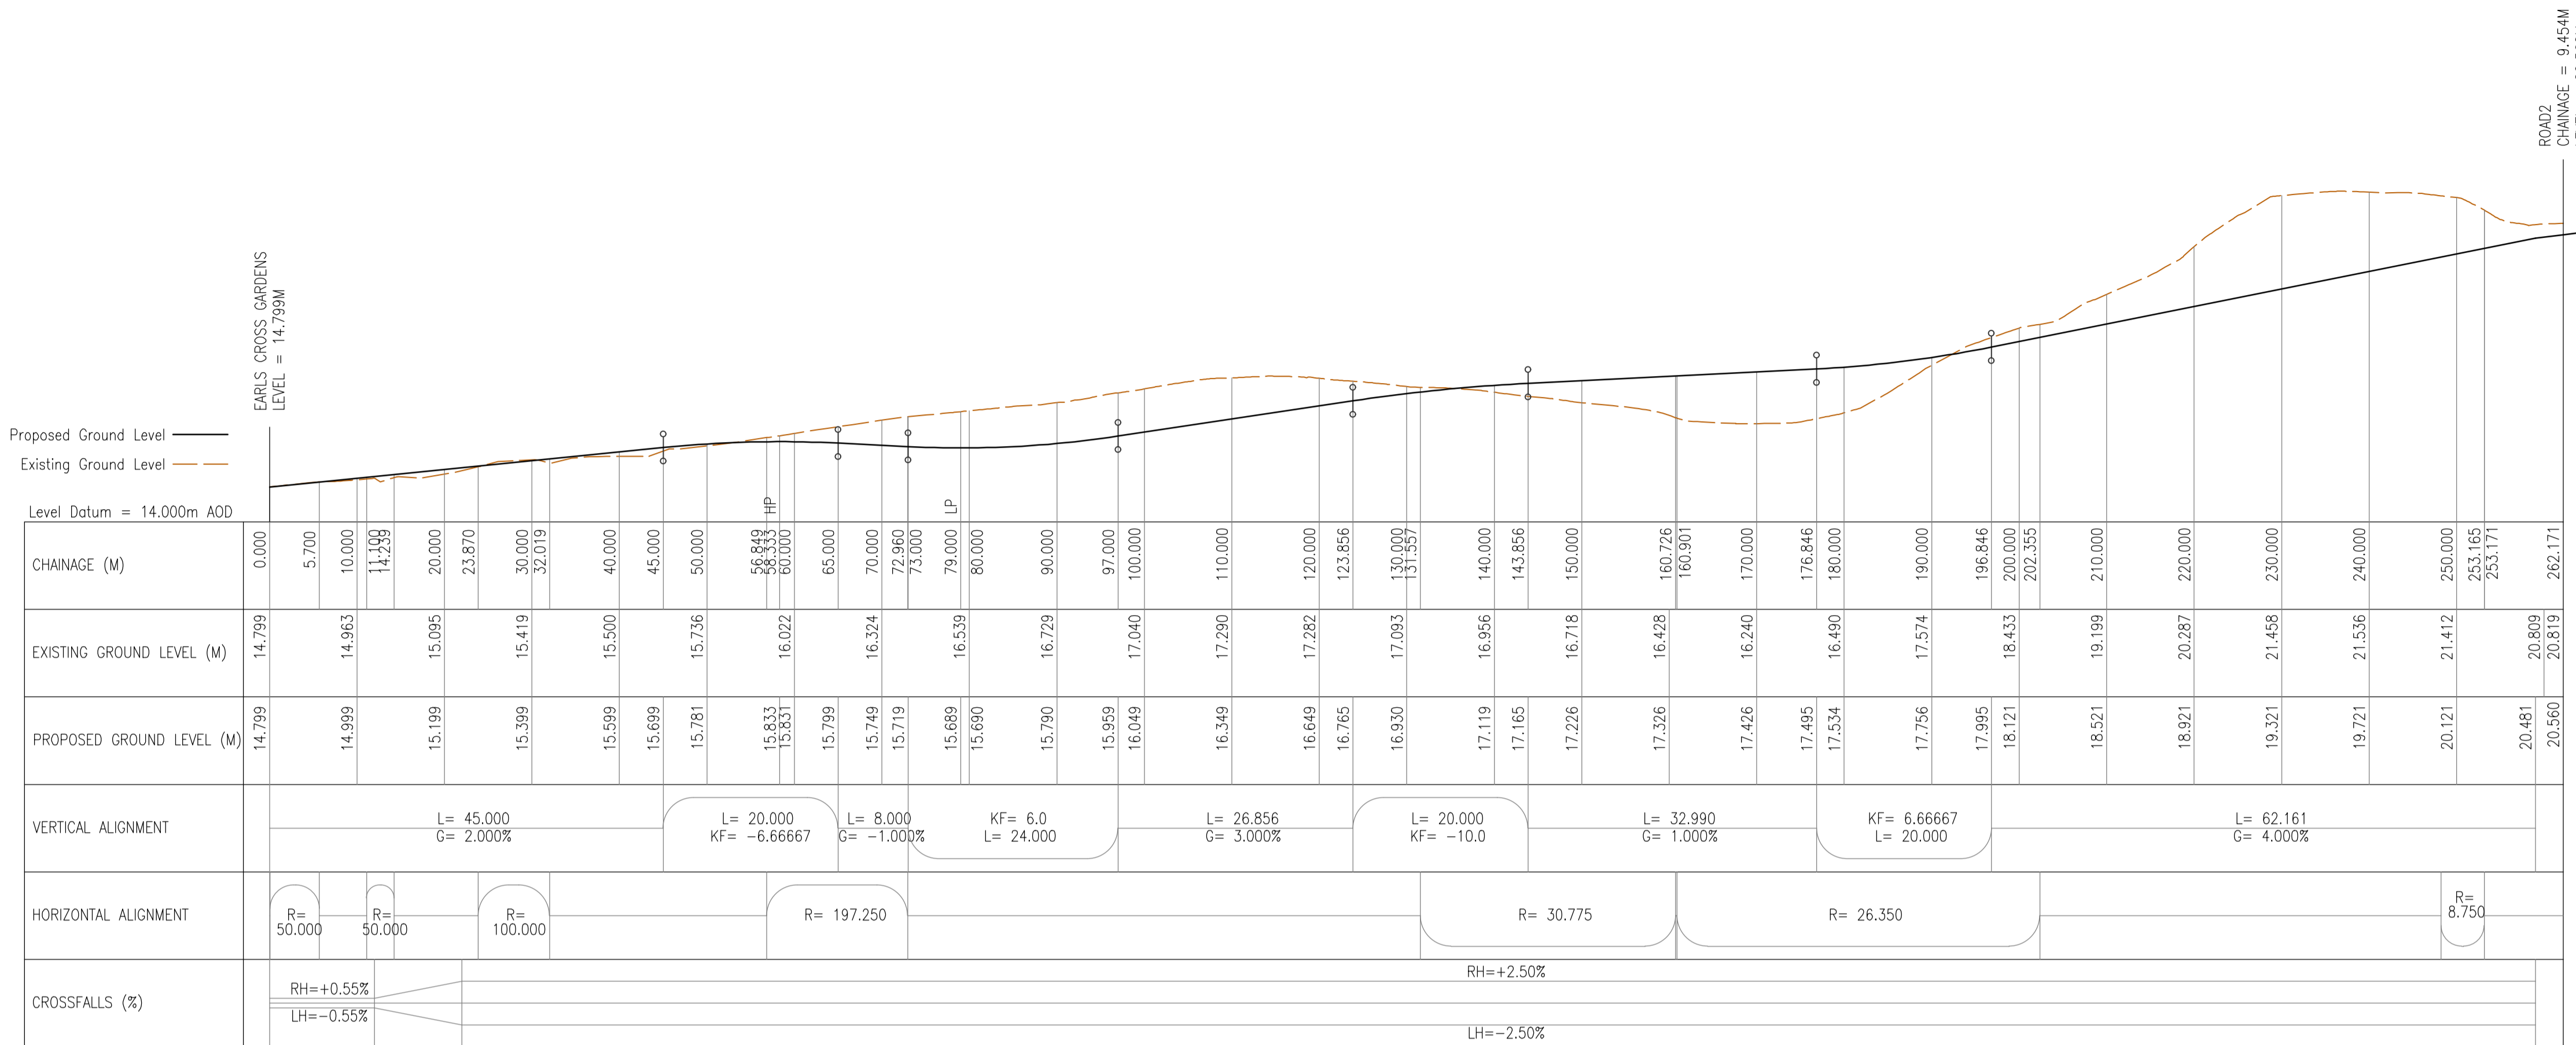 ROAD2
CHAINAGE = 9.454M
EARLS CROSS GARDENS
LEVEL = 14.799M
Proposed Ground Level
Existing Ground Level
Level Datum = 14.000m AOD
HP
LP
CHAINAGE (M)
0.000 5.700 10.000 11.100 14.239 20.000 23.870 30.000 32.019 40.000 45.000 50.000 56.849 58.333 60.000 65.000 70.000 72.960 73.000 79.000 80.000 90.000 97.000 100.000 110.000 120.000 123.856 130.000 131.557 140.000 143.856 150.000 160.726 160.901 170.000 176.846 180.000 190.000 196.846 200.000 202.355 210.000 220.000 230.000 240.000 250.000 253.165 253.171 262.171
EXISTING GROUND LEVEL (M)
14.799 14.963 15.095 15.419 15.500 15.736 16.022 16.324 16.539 16.729 17.040 17.290 17.282 17.093 16.956 16.718 16.428 16.240 16.490 17.574 18.433 19.199 20.287 21.458 21.536 21.412 20.809 20.819
PROPOSED GROUND LEVEL (M)
14.799 14.999 15.199 15.399 15.599 15.699 15.781 15.833 15.831 15.799 15.749 15.719 15.689 15.690 15.790 15.959 16.049 16.349 16.649 16.765 16.930 17.119 17.165 17.226 17.326 17.426 17.495 17.534 17.756 17.995 18.121 18.521 18.921 19.321 19.721 20.121 20.481 20.560
VERTICAL ALIGNMENT
L= 45.000
G= 2.000%
L= 20.000
KF= -6.66667
L= 8.000
G= -1.000%
KF= 6.0
L= 24.000
L= 26.856
G= 3.000%
L= 20.000
KF= -10.0
L= 32.990
G= 1.000%
KF= 6.66667
L= 20.000
L= 62.161
G= 4.000%
HORIZONTAL ALIGNMENT
R=
50.000
R=
50.000
R=
100.000
R= 197.250
R= 30.775
R= 26.350
R=
8.750
CROSSFALLS (%)
RH=+0.55%
LH=-0.55%
RH=+2.50%
LH=-2.50%